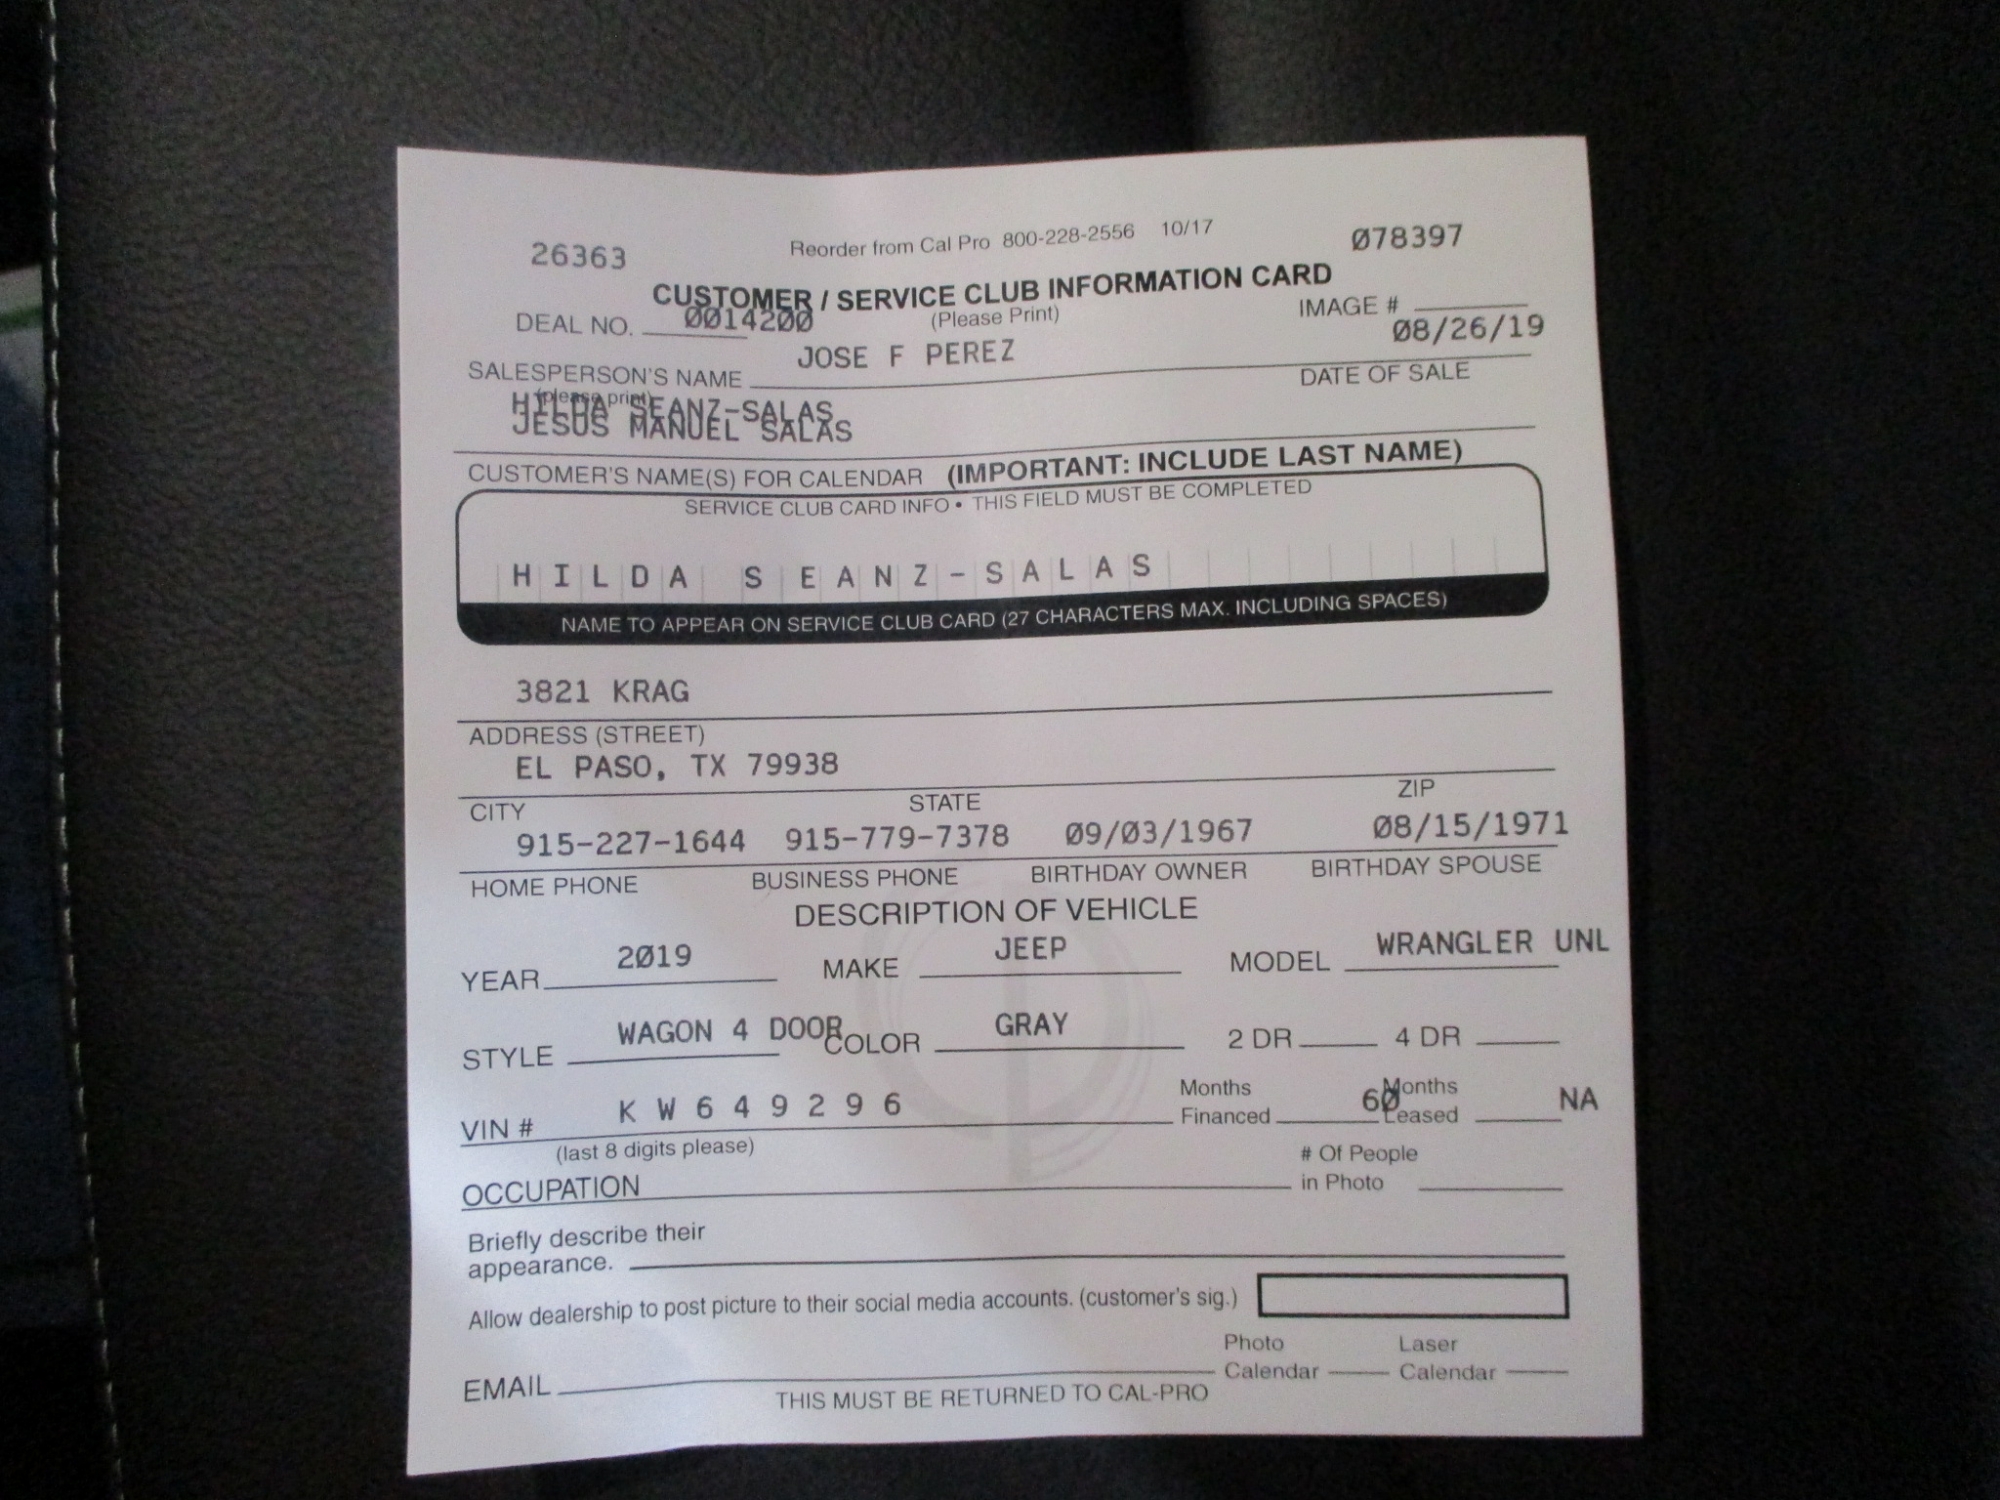 26363 Reorder from Cal Pro 800-228-2556 10/17 Ø78397
CUSTOMER / SERVICE CLUB INFORMATION CARD
DEAL NO. ØØ142ØØ (Please Print) IMAGE #
Ø8/26/19
SALESPERSON'S NAME JOSE F PEREZ DATE OF SALE
(please print)
HILDA SEANZ-SALAS
JESUS MANUEL SALAS
CUSTOMER'S NAME(S) FOR CALENDAR (IMPORTANT: INCLUDE LAST NAME)
SERVICE CLUB CARD INFO • THIS FIELD MUST BE COMPLETED
HILDA SEANZ-SALAS
NAME TO APPEAR ON SERVICE CLUB CARD (27 CHARACTERS MAX. INCLUDING SPACES)
3821 KRAG
ADDRESS (STREET)
EL PASO, TX 79938
CITY STATE ZIP
915-227-1644 915-779-7378 Ø9/Ø3/1967 Ø8/15/1971
HOME PHONE BUSINESS PHONE BIRTHDAY OWNER BIRTHDAY SPOUSE
DESCRIPTION OF VEHICLE
YEAR 2Ø19 MAKE JEEP MODEL WRANGLER UNL
STYLE WAGON 4 DOOR COLOR GRAY 2 DR 4 DR
VIN # KW649296 Months Financed 6Ø Months Leased NA
(last 8 digits please)
OCCUPATION # Of People in Photo
Briefly describe their
appearance.
Allow dealership to post picture to their social media accounts. (customer's sig.)
EMAIL Photo Calendar Laser Calendar
THIS MUST BE RETURNED TO CAL-PRO